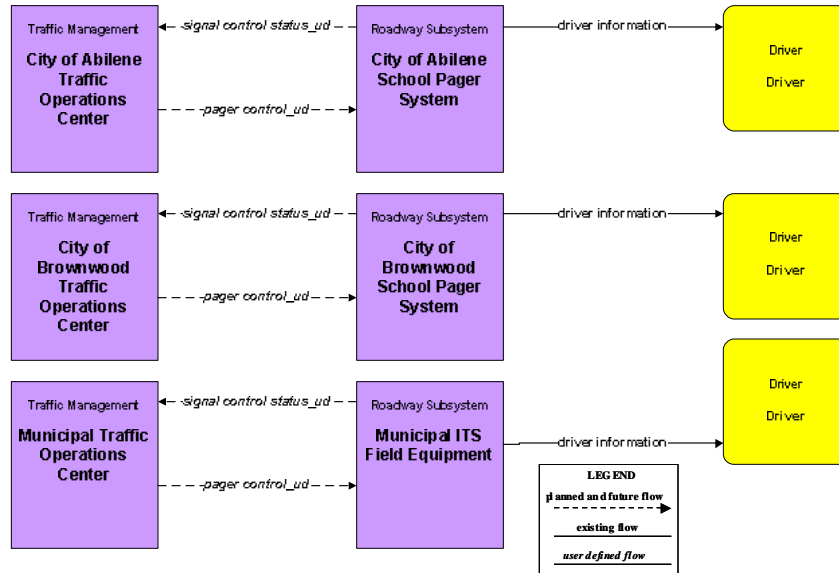 Traffic Management
City of Abilene
Traffic
Operations
Center
signal control status_ud
pager control_ud
Roadway Subsystem
City of Abilene
School Pager
System
driver information
Driver
Driver
Traffic Management
City of
Brownwood
Traffic
Operations
Center
signal control status_ud
pager control_ud
Roadway Subsystem
City of
Brownwood
School Pager
System
driver information
Driver
Driver
Traffic Management
Municipal Traffic
Operations
Center
signal control status_ud
pager control_ud
Roadway Subsystem
Municipal ITS
Field Equipment
driver information
Driver
Driver
LEGEND
planned and future flow
existing flow
user defined flow